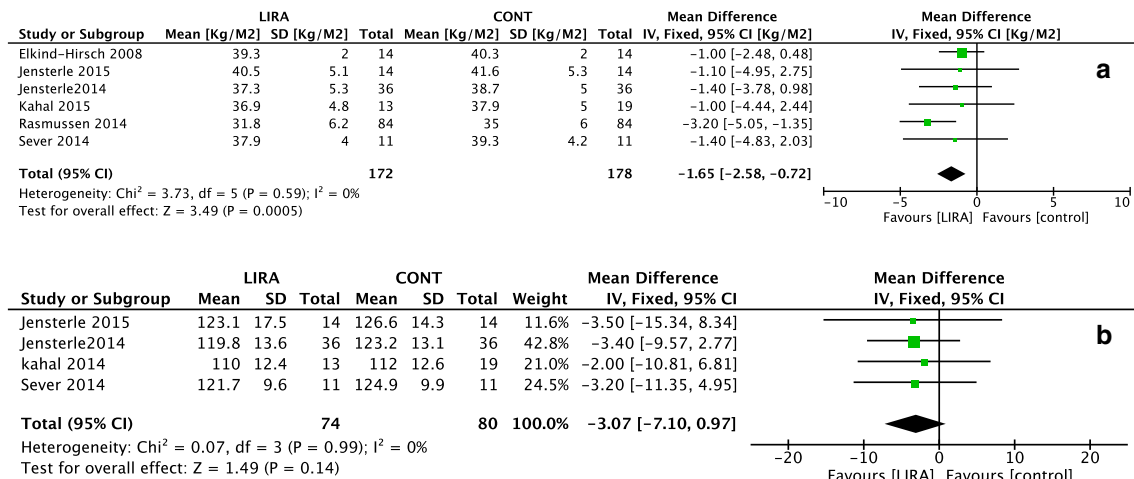 LIRA CONT Mean Difference Mean Difference
Study or Subgroup Mean [Kg/M2] SD [Kg/M2] Total Mean [Kg/M2] SD [Kg/M2] Total IV, Fixed, 95% CI [Kg/M2] IV, Fixed, 95% CI [Kg/M2]
Elkind-Hirsch 2008 39.3 2 14 40.3 2 14 -1.00 [-2.48, 0.48]
Jensterle 2015 40.5 5.1 14 41.6 5.3 14 -1.10 [-4.95, 2.75] a
Jensterle2014 37.3 5.3 36 38.7 5 36 -1.40 [-3.78, 0.98]
Kahal 2015 36.9 4.8 13 37.9 5 19 -1.00 [-4.44, 2.44]
Rasmussen 2014 31.8 6.2 84 35 6 84 -3.20 [-5.05, -1.35]
Sever 2014 37.9 4 11 39.3 4.2 11 -1.40 [-4.83, 2.03]
Total (95% CI) 172 178 -1.65 [-2.58, -0.72]
Heterogeneity: Chi² = 3.73, df = 5 (P = 0.59); I² = 0%
Test for overall effect: Z = 3.49 (P = 0.0005)
-10 -5 0 5 10
Favours [LIRA] Favours [control]
LIRA CONT Mean Difference Mean Difference
Study or Subgroup Mean SD Total Mean SD Total Weight IV, Fixed, 95% CI IV, Fixed, 95% CI
Jensterle 2015 123.1 17.5 14 126.6 14.3 14 11.6% -3.50 [-15.34, 8.34]
Jensterle2014 119.8 13.6 36 123.2 13.1 36 42.8% -3.40 [-9.57, 2.77] b
kahal 2014 110 12.4 13 112 12.6 19 21.0% -2.00 [-10.81, 6.81]
Sever 2014 121.7 9.6 11 124.9 9.9 11 24.5% -3.20 [-11.35, 4.95]
Total (95% CI) 74 80 100.0% -3.07 [-7.10, 0.97]
Heterogeneity: Chi² = 0.07, df = 3 (P = 0.99); I² = 0%
Test for overall effect: Z = 1.49 (P = 0.14)
-20 -10 0 10 20
Favours [LIRA] Favours [control]